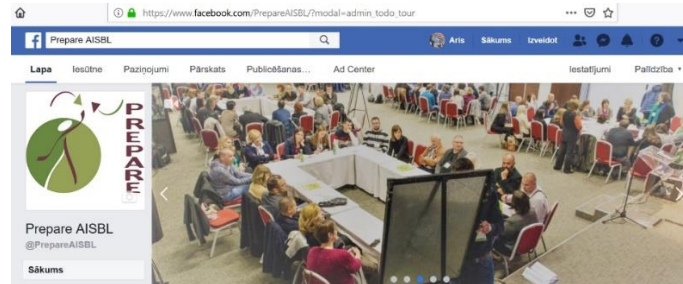 https://www.facebook.com/PrepareAISBL/?modal=admin_todo_tour
Prepare AISBL
Aris Sākums Izveidot
Lapa Iesūtne Paziņojumi Pārskats Publicēšanas... Ad Center Iestatījumi Palīdzība
PREPARE
Prepare AISBL
@PrepareAISBL
Sākums